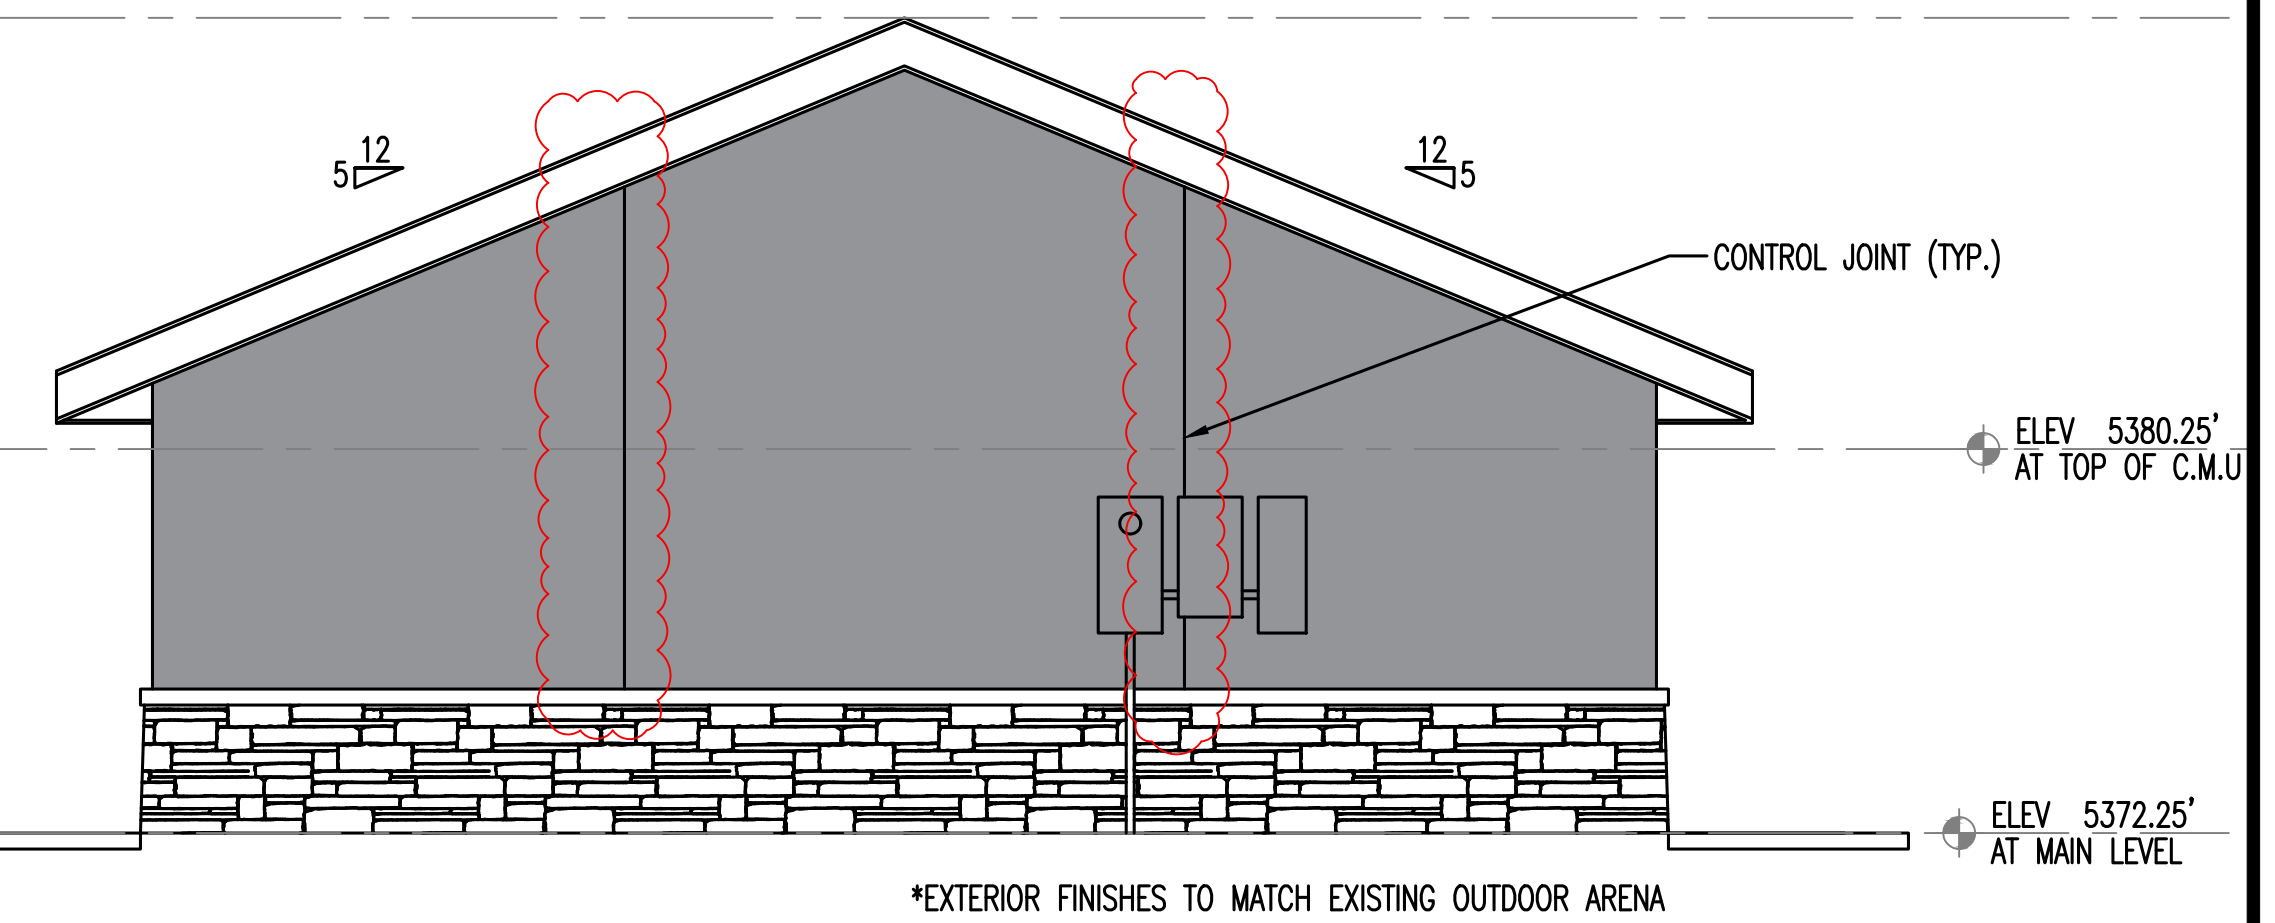 12
5
12
5
CONTROL JOINT (TYP.)
ELEV 5380.25'
AT TOP OF C.M.U
ELEV 5372.25'
AT MAIN LEVEL
*EXTERIOR FINISHES TO MATCH EXISTING OUTDOOR ARENA